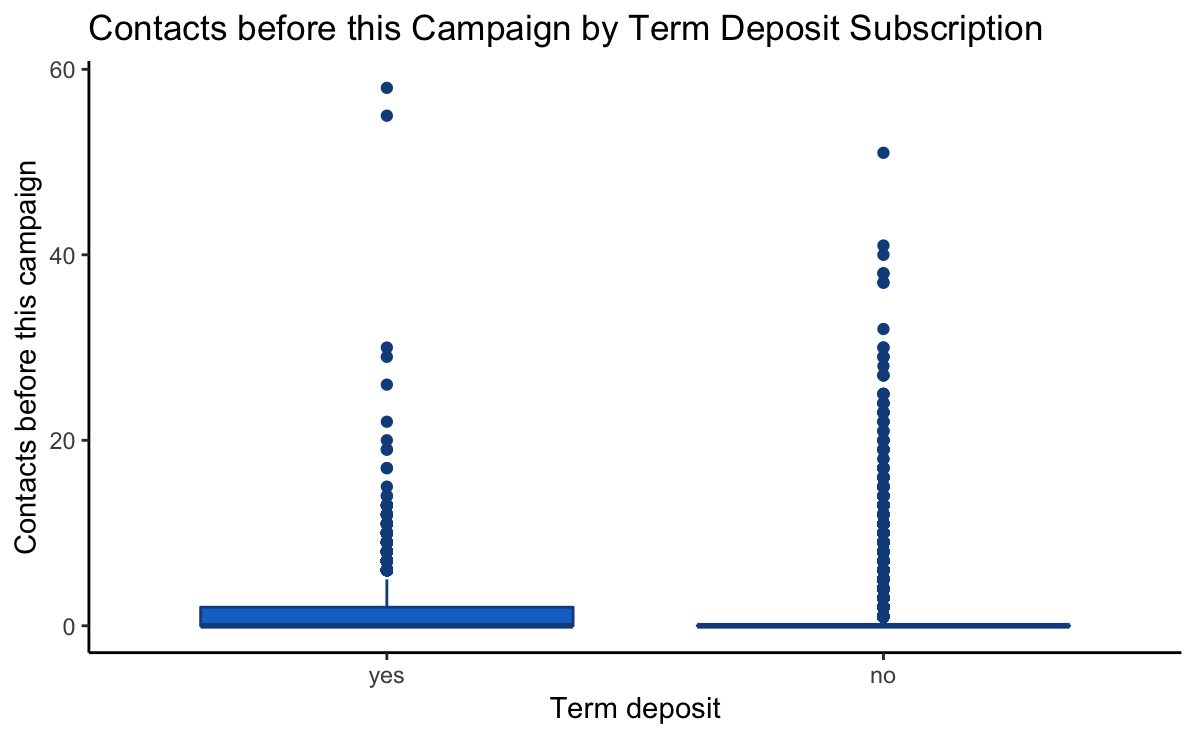 Contacts before this Campaign by Term Deposit Subscription
Contacts before this campaign
60
40
20
0
yes no
Term deposit